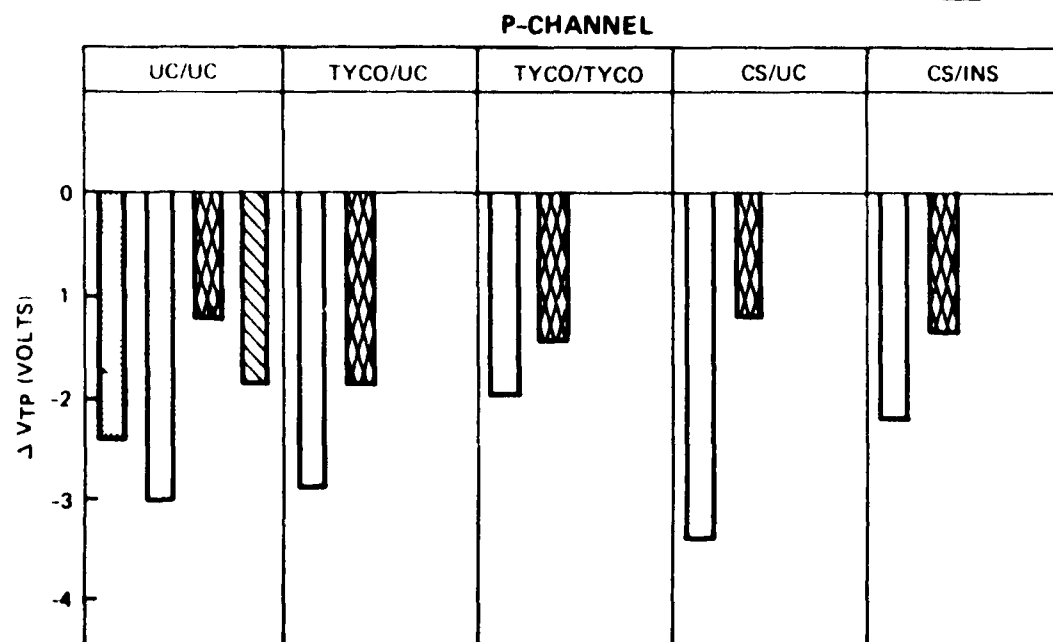 P-CHANNEL
UC/UC TYCO/UC TYCO/TYCO CS/UC CS/INS
0
1
-2
-3
-4
Δ VTP (VOLTS)